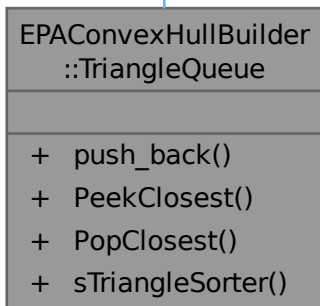 EPAConvexHullBuilder
::TriangleQueue
+ push_back()
+ PeekClosest()
+ PopClosest()
+ sTriangleSorter()